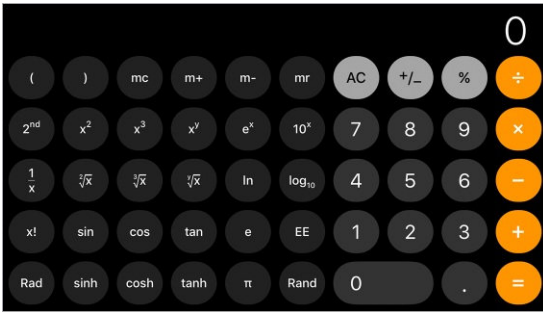 0
( ) mc m+ m- mr AC +/_ % ÷
2ⁿᵈ x² x³ xʸ eˣ 10ˣ 7 8 9 ×
1/x ²√x ³√x ʸ√x ln log₁₀ 4 5 6 −
x! sin cos tan e EE 1 2 3 +
Rad sinh cosh tanh π Rand 0 . =